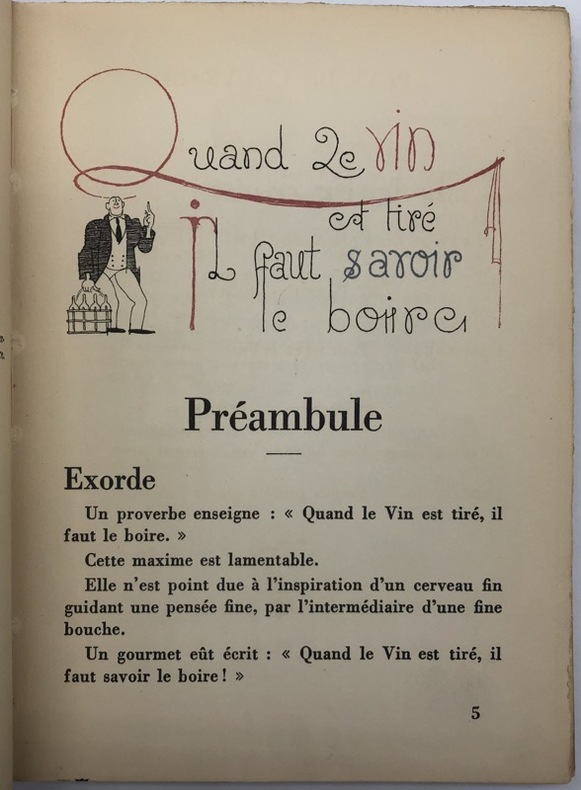 Quand Le vin
est tiré
il faut savoir
le boire
Préambule
Exorde
Un proverbe enseigne : « Quand le Vin est tiré, il
faut le boire. »
Cette maxime est lamentable.
Elle n'est point due à l'inspiration d'un cerveau fin
guidant une pensée fine, par l'intermédiaire d'une fine
bouche.
Un gourmet eût écrit : « Quand le Vin est tiré, il
faut savoir le boire ! »
5